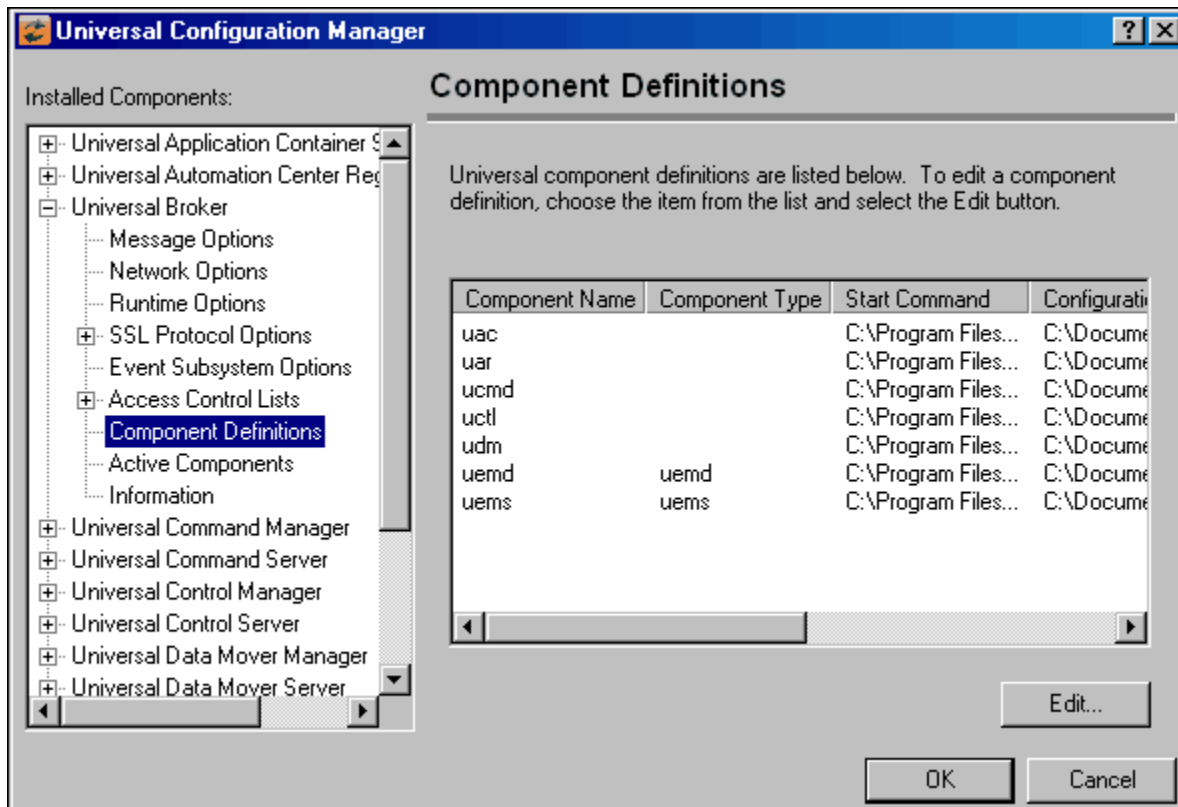 Universal Configuration Manager
Installed Components:
Universal Application Container S
Universal Automation Center Reg
Universal Broker
Message Options
Network Options
Runtime Options
SSL Protocol Options
Event Subsystem Options
Access Control Lists
Component Definitions
Active Components
Information
Universal Command Manager
Universal Command Server
Universal Control Manager
Universal Control Server
Universal Data Mover Manager
Universal Data Mover Server
Component Definitions
Universal component definitions are listed below. To edit a component
definition, choose the item from the list and select the Edit button.
Component Name Component Type Start Command Configurati
uac C:\Program Files... C:\Docume
uar C:\Program Files... C:\Docume
ucmd C:\Program Files... C:\Docume
uctl C:\Program Files... C:\Docume
udm C:\Program Files... C:\Docume
uemd uemd C:\Program Files... C:\Docume
uems uems C:\Program Files... C:\Docume
Edit...
OK Cancel